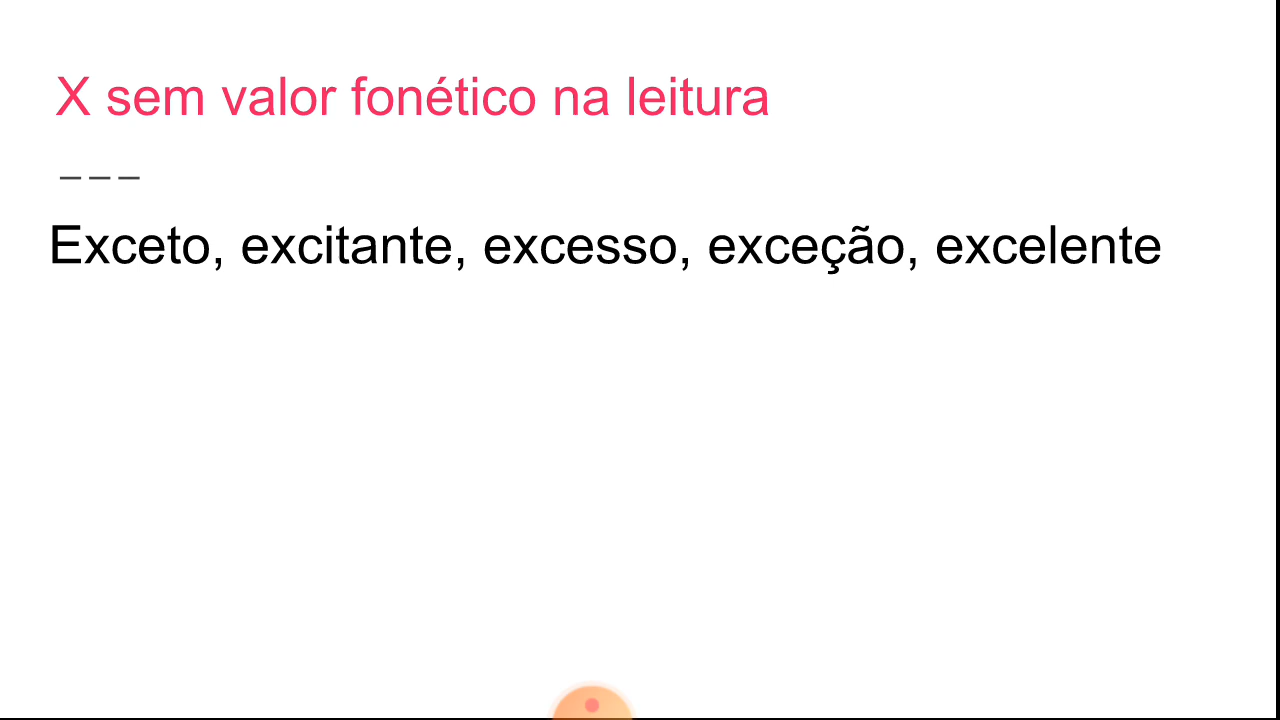 X sem valor fonético na leitura
_ _ _
Exceto, excitante, excesso, exceção, excelente